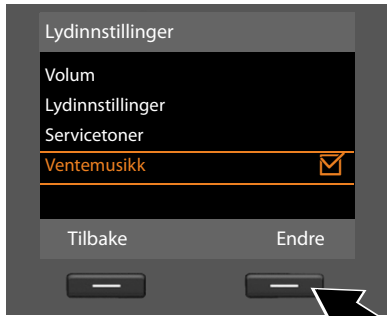 Lydinnstillinger
Volum
Lydinnstillinger
Servicetoner
Ventemusikk
Tilbake Endre